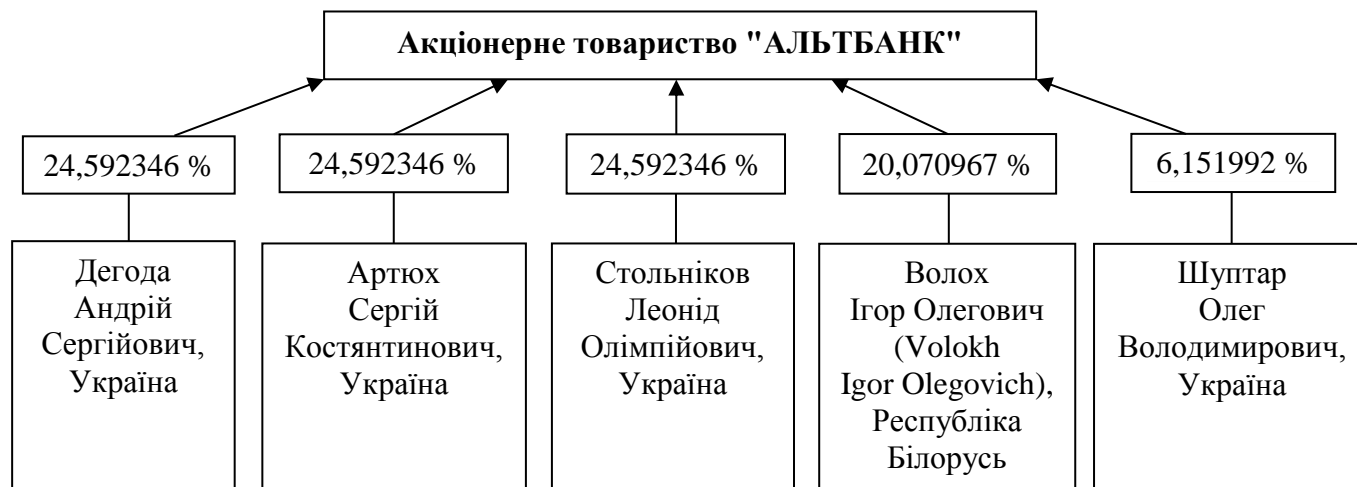 Акціонерне товариство "АЛЬТБАНК"
24,592346 %
24,592346 %
24,592346 %
20,070967 %
6,151992 %
Дегода
Андрій
Сергійович,
Україна
Артюх
Сергій
Костянтинович,
Україна
Стольніков
Леонід
Олімпійович,
Україна
Волох
Ігор Олегович
(Volokh
Igor Olegovich),
Республіка
Білорусь
Шуптар
Олег
Володимирович,
Україна